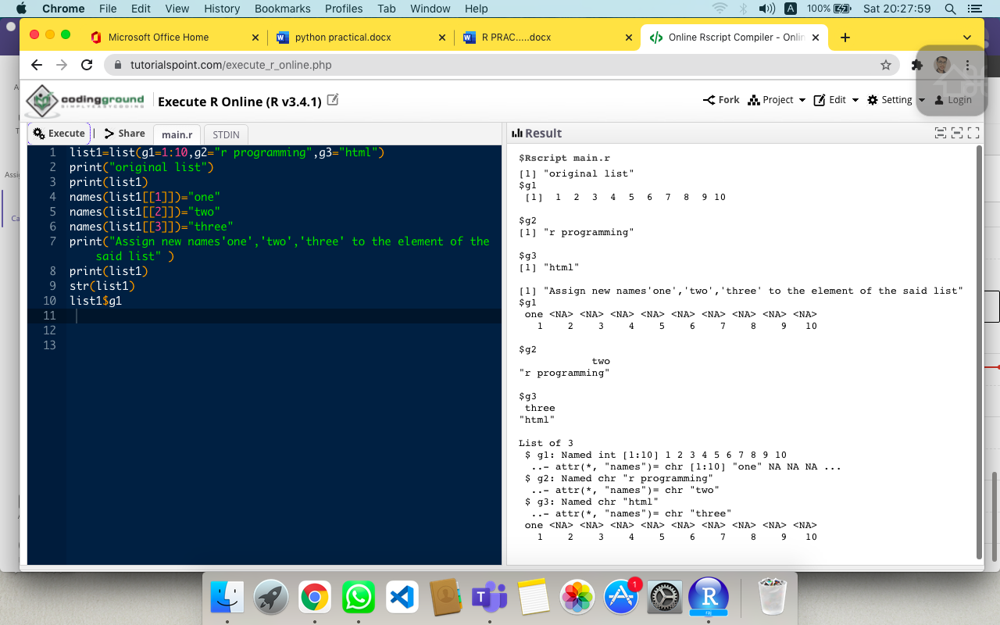 Chrome File Edit View History Bookmarks Profiles Tab Window Help A 100% Sat 20:27:59
Microsoft Office Home
python practical.docx
R PRAC.....docx
Online Rscript Compiler - Onlin
tutorialspoint.com/execute_r_online.php
codingground
SIMPLYEASYCODING
Execute R Online (R v3.4.1)
Fork Project Edit Setting Login
Execute | Share main.r STDIN
1 list1=list(g1=1:10,g2="r programming",g3="html")
2 print("original list")
3 print(list1)
4 names(list1[[1]])="one"
5 names(list1[[2]])="two"
6 names(list1[[3]])="three"
7 print("Assign new names'one','two','three' to the element of the
said list" )
8 print(list1)
9 str(list1)
10 list1$g1
11
12
13
Result
$Rscript main.r
[1] "original list"
$g1
[1] 1 2 3 4 5 6 7 8 9 10
$g2
[1] "r programming"
$g3
[1] "html"
[1] "Assign new names'one','two','three' to the element of the said list"
$g1
one <NA> <NA> <NA> <NA> <NA> <NA> <NA> <NA> <NA>
1 2 3 4 5 6 7 8 9 10
$g2
two
"r programming"
$g3
three
"html"
List of 3
$ g1: Named int [1:10] 1 2 3 4 5 6 7 8 9 10
..- attr(*, "names")= chr [1:10] "one" NA NA NA ...
$ g2: Named chr "r programming"
..- attr(*, "names")= chr "two"
$ g3: Named chr "html"
..- attr(*, "names")= chr "three"
one <NA> <NA> <NA> <NA> <NA> <NA> <NA> <NA> <NA>
1 2 3 4 5 6 7 8 9 10
Assig
Ca
T
1
R
raj